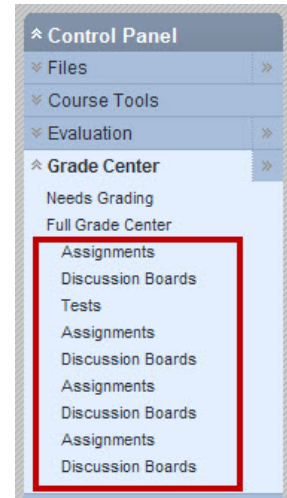 Control Panel
Files
Course Tools
Evaluation
Grade Center
Needs Grading
Full Grade Center
Assignments
Discussion Boards
Tests
Assignments
Discussion Boards
Assignments
Discussion Boards
Assignments
Discussion Boards